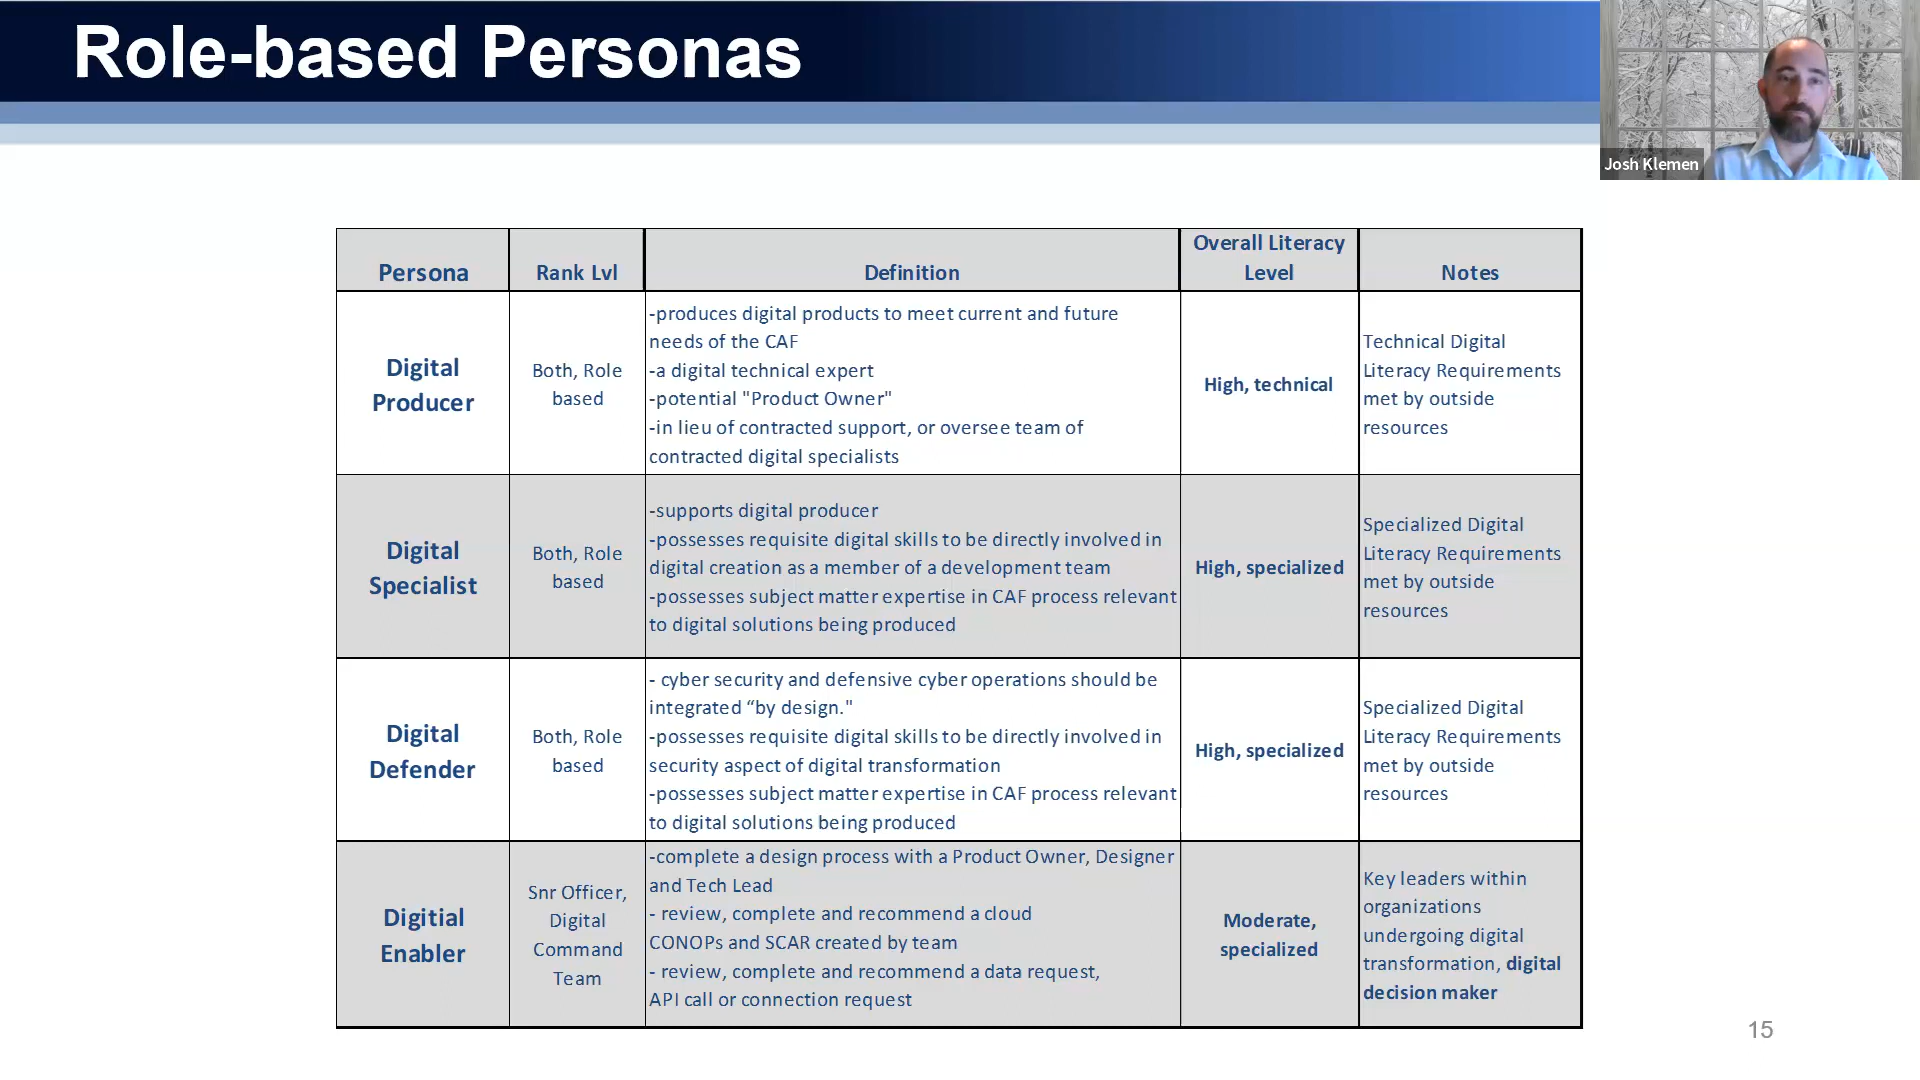 Role-based Personas
Josh Klemen
Persona
Rank Lvl
Definition
Overall Literacy
Level
Notes
Digital
Producer
Both, Role
based
-produces digital products to meet current and future
needs of the CAF
-a digital technical expert
-potential "Product Owner"
-in lieu of contracted support, or oversee team of
contracted digital specialists
High, technical
Technical Digital
Literacy Requirements
met by outside
resources
Digital
Specialist
Both, Role
based
-supports digital producer
-possesses requisite digital skills to be directly involved in
digital creation as a member of a development team
-possesses subject matter expertise in CAF process relevant
to digital solutions being produced
High, specialized
Specialized Digital
Literacy Requirements
met by outside
resources
Digital
Defender
Both, Role
based
- cyber security and defensive cyber operations should be
integrated “by design."
-possesses requisite digital skills to be directly involved in
security aspect of digital transformation
-possesses subject matter expertise in CAF process relevant
to digital solutions being produced
High, specialized
Specialized Digital
Literacy Requirements
met by outside
resources
Digitial
Enabler
Snr Officer,
Digital
Command
Team
-complete a design process with a Product Owner, Designer
and Tech Lead
- review, complete and recommend a cloud
CONOPs and SCAR created by team
- review, complete and recommend a data request,
API call or connection request
Moderate,
specialized
Key leaders within
organizations
undergoing digital
transformation, digital
decision maker
15